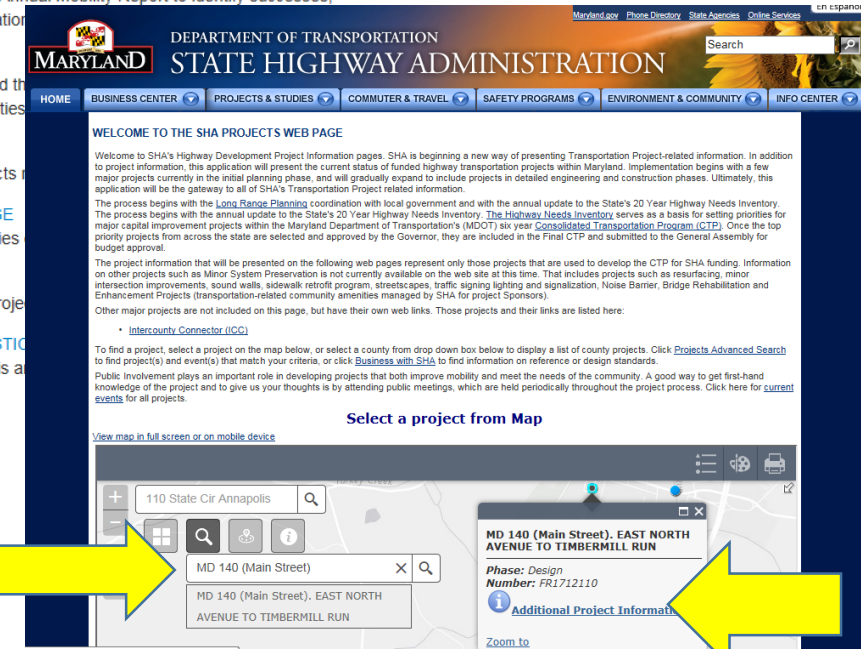 Annual Mobility Report to identify successes,
En Español
Maryland.gov Phone Directory State Agencies Online Services
DEPARTMENT OF TRANSPORTATION
Search
MARYLAND
STATE HIGHWAY ADMINISTRATION
HOME BUSINESS CENTER PROJECTS & STUDIES COMMUTER & TRAVEL SAFETY PROGRAMS ENVIRONMENT & COMMUNITY INFO CENTER
WELCOME TO THE SHA PROJECTS WEB PAGE
Welcome to SHA's Highway Development Project Information pages. SHA is beginning a new way of presenting Transportation Project-related information. In addition
to project information, this application will present the current status of funded highway transportation projects within Maryland. Implementation begins with a few
major projects currently in the initial planning phase, and will gradually expand to include projects in detailed engineering and construction phases. Ultimately, this
application will be the gateway to all of SHA's Transportation Project related information.
The process begins with the Long Range Planning coordination with local government and with the annual update to the State's 20 Year Highway Needs Inventory.
The process begins with the annual update to the State's 20 Year Highway Needs Inventory. The Highway Needs Inventory serves as a basis for setting priorities for
major capital improvement projects within the Maryland Department of Transportation's (MDOT) six year Consolidated Transportation Program (CTP). Once the top
priority projects from across the state are selected and approved by the Governor, they are included in the Final CTP and submitted to the General Assembly for
budget approval.
The project information that will be presented on the following web pages represent only those projects that are used to develop the CTP for SHA funding. Information
on other projects such as Minor System Preservation is not currently available on the web site at this time. That includes projects such as resurfacing, minor
intersection improvements, sound walls, sidewalk retrofit program, streetscapes, traffic signing lighting and signalization, Noise Barrier, Bridge Rehabilitation and
Enhancement Projects (transportation-related community amenities managed by SHA for project Sponsors).
Other major projects are not included on this page, but have their own web links. Those projects and their links are listed here:
• Intercounty Connector (ICC)
To find a project, select a project on the map below, or select a county from drop down box below to display a list of county projects. Click Projects Advanced Search
to find project(s) and event(s) that match your criteria, or click Business with SHA to find information on reference or design standards.
Public Involvement plays an important role in developing projects that both improve mobility and meet the needs of the community. A good way to get first-hand
knowledge of the project and to give us your thoughts is by attending public meetings, which are held periodically throughout the project process. Click here for current
events for all projects.
Select a project from Map
View map in full screen or on mobile device
110 State Cir Annapolis
MD 140 (Main Street)
MD 140 (Main Street). EAST NORTH
AVENUE TO TIMBERMILL RUN
MD 140 (Main Street). EAST NORTH
AVENUE TO TIMBERMILL RUN
Phase: Design
Number: FR1712110
Additional Project Informati
Zoom to